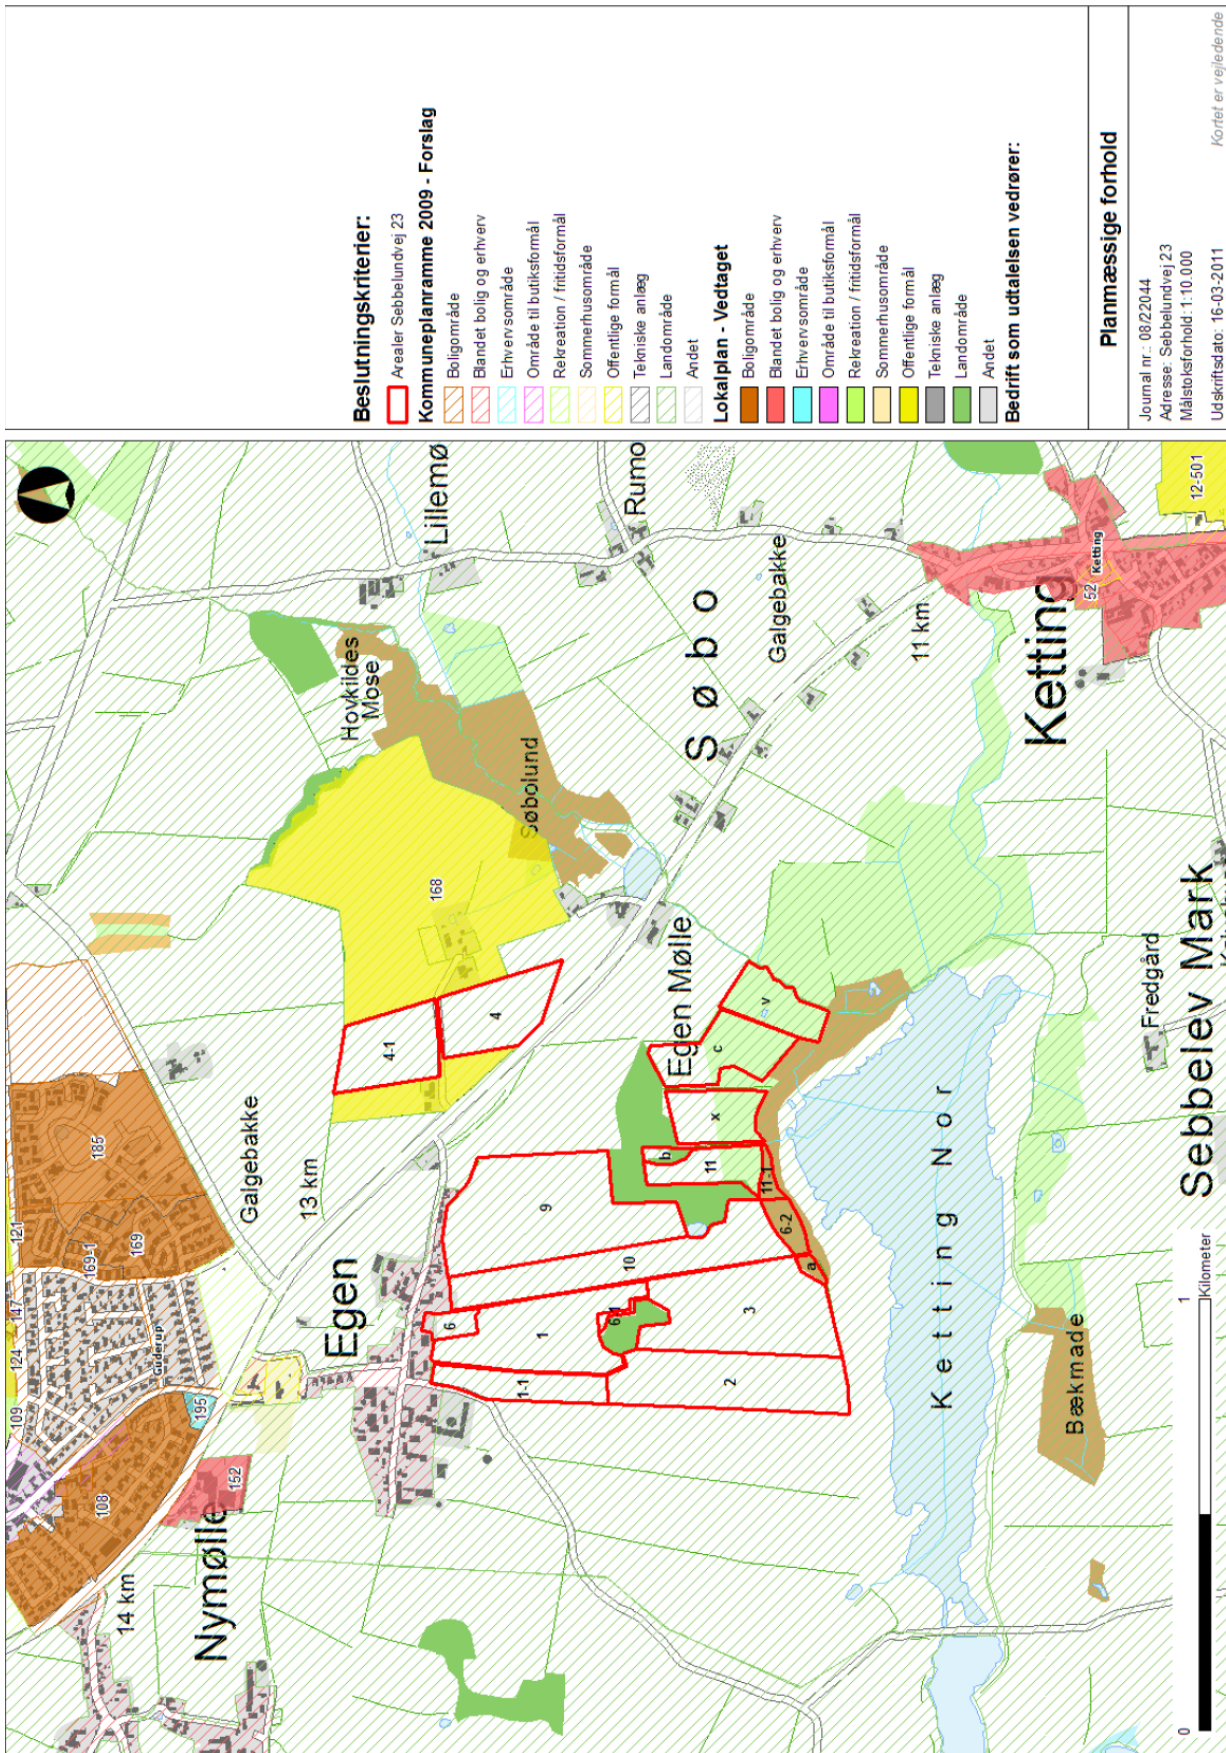 Beslutningskriterier:
Arealer Sebbelundvej 23
Kommuneplanramme 2009 - Forslag
Boligområde
Blandet bolig og erhverv
Erhvervsområde
Område til butiksformål
Rekreation / fritidsformål
Sommerhusområde
Offentlige formål
Tekniske anlæg
Landområde
Andet
Lokalplan - Vedtaget
Boligområde
Blandet bolig og erhverv
Erhvervsområde
Område til butiksformål
Rekreation / fritidsformål
Sommerhusområde
Offentlige formål
Tekniske anlæg
Landområde
Andet
Bedrift som udtalelsen vedrører:
Planmæssige forhold
Journal nr.: 08/22044
Adresse: Sebbelundvej 23
Målstoksforhold: 1:10.000
Udskriftsdato: 16-03-2011
Kortet er vejledende
109
124
147
121
169-1
169
185
Guderup
108
195
152
14 km
Nymølle
Galgebakke
13 km
Egen
4-1
4
168
Hovkildes
Mose
Lillemø
Søbolund
Rumo
Søbo
Galgebakke
11 km
Egen Mølle
6
1-1
1
9
10
2
3
b
11
x
c
v
11-1
6-2
a
Ketting Nor
Bækmade
Fredgård
Sebbelev Mark
Ketting
52
Ketting
12-501
0
1
Kilometer